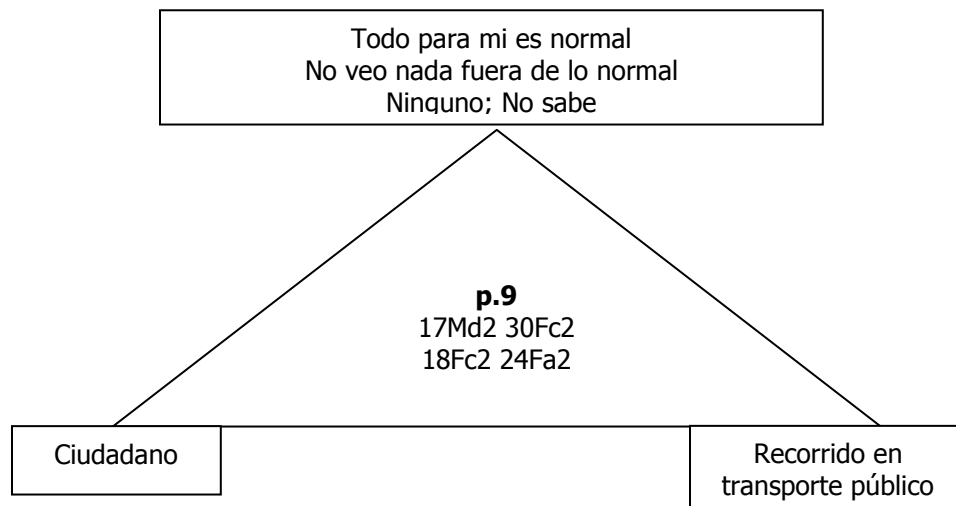 Todo para mi es normal
No veo nada fuera de lo normal
Ninguno; No sabe
p.9
17Md2 30Fc2
18Fc2 24Fa2
Ciudadano
Recorrido en
transporte público